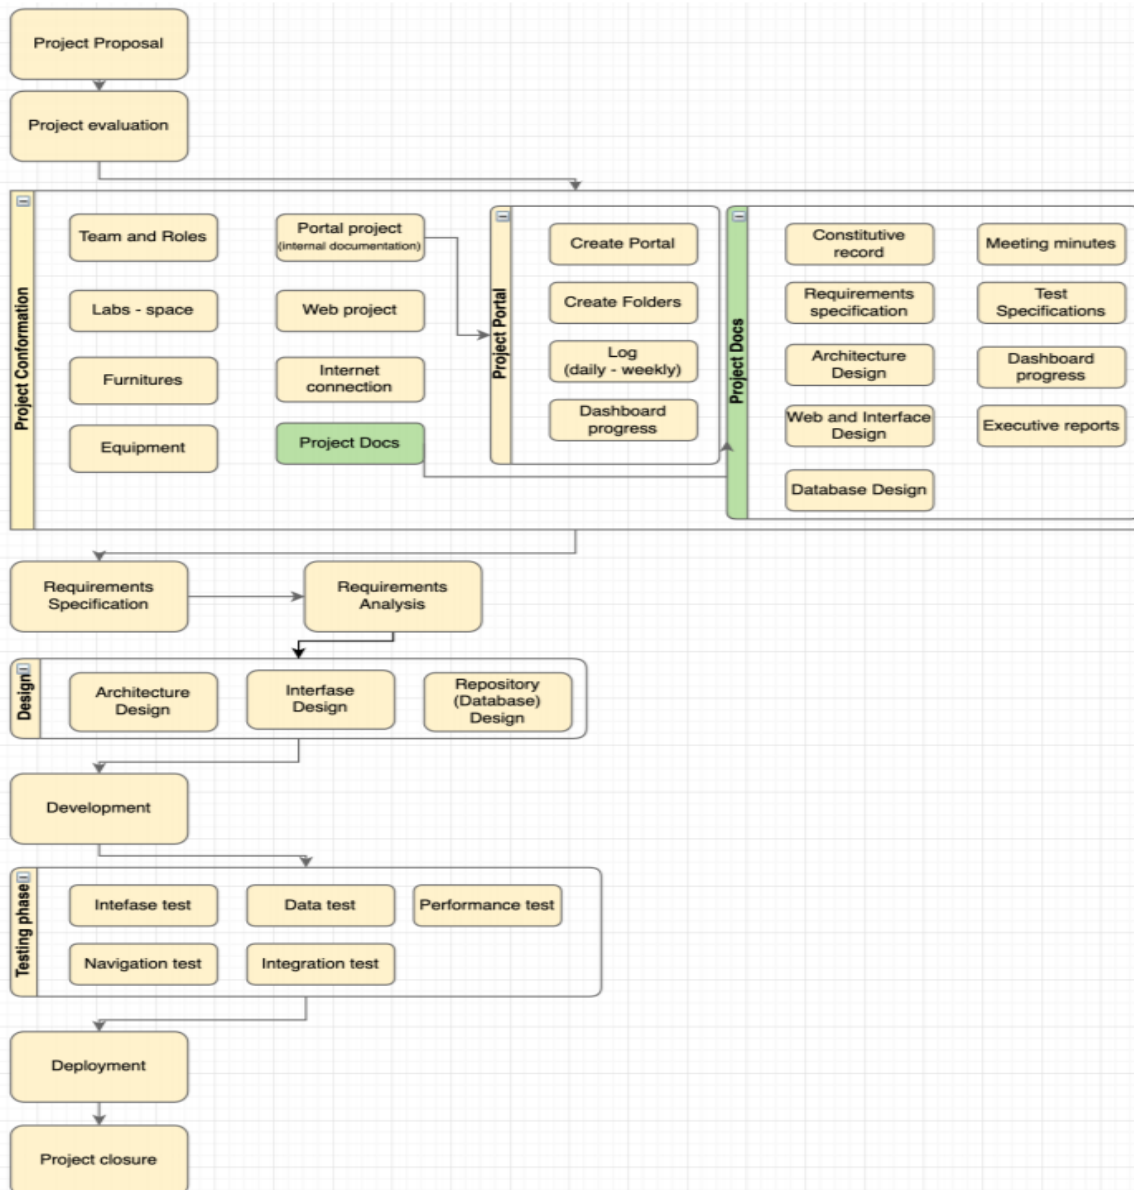 Project Proposal
Project evaluation
Project Conformation
Team and Roles
Labs - space
Furnitures
Equipment
Portal project
(internal documentation)
Web project
Internet
connection
Project Docs
Project Portal
Create Portal
Create Folders
Log
(daily - weekly)
Dashboard
progress
Project Docs
Constitutive
record
Requirements
specification
Architecture
Design
Web and Interface
Design
Database Design
Meeting minutes
Test
Specifications
Dashboard
progress
Executive reports
Requirements
Specification
Requirements
Analysis
Design
Architecture
Design
Interfase
Design
Repository
(Database)
Design
Development
Testing phase
Intefase test
Data test
Performance test
Navigation test
Integration test
Deployment
Project closure